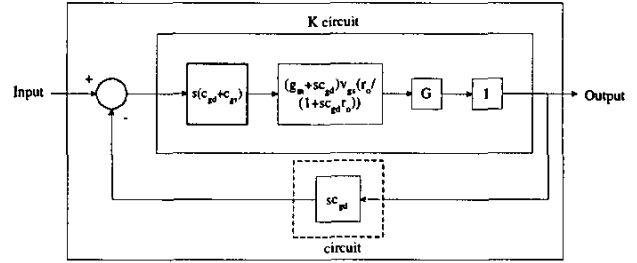 K circuit
+
Input
-
s(c_gd+c_gs)
(g_m+sc_gd)v_gs(r_o/
(1+sc_gd r_o))
G
1
Output
sc_gd
circuit